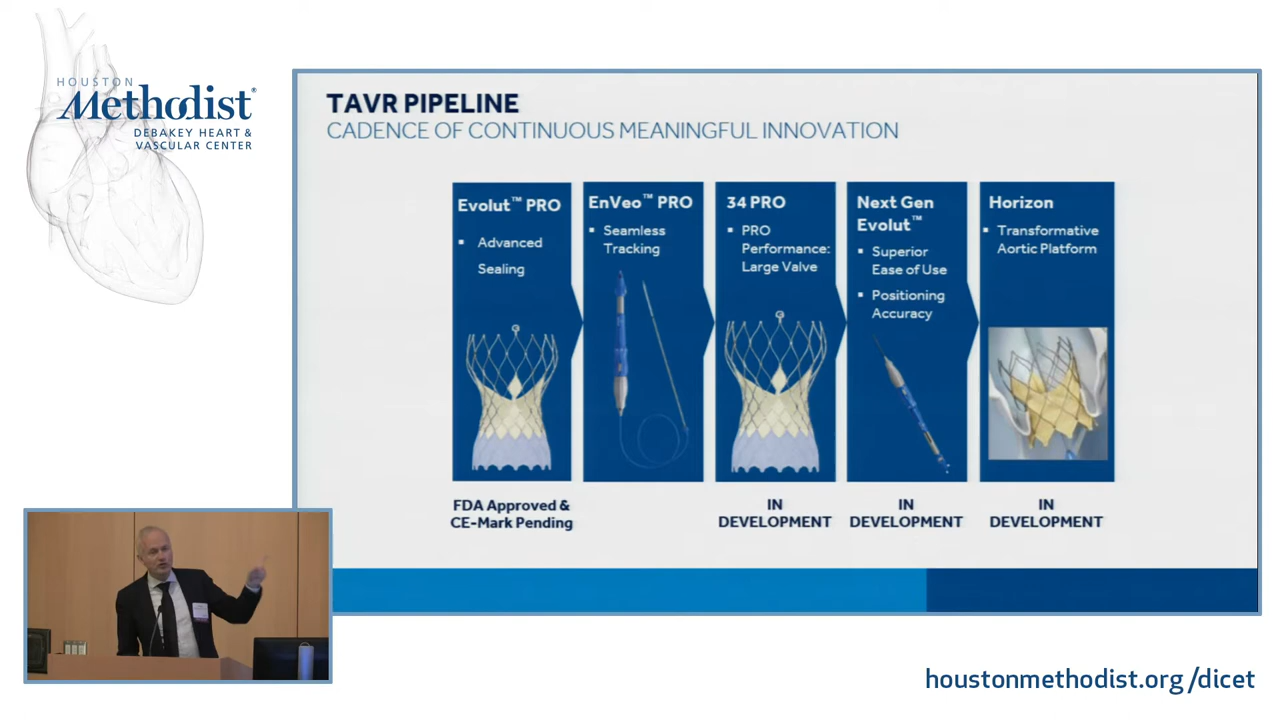 HOUSTON
Methodist®
DEBAKEY HEART &
VASCULAR CENTER
TAVR PIPELINE
CADENCE OF CONTINUOUS MEANINGFUL INNOVATION
Evolut™ PRO
▪ Advanced
Sealing
EnVeo™ PRO
▪ Seamless
Tracking
34 PRO
▪ PRO
Performance:
Large Valve
Next Gen
Evolut™
▪ Superior
Ease of Use
▪ Positioning
Accuracy
Horizon
▪ Transformative
Aortic Platform
FDA Approved &
CE-Mark Pending
IN
DEVELOPMENT
IN
DEVELOPMENT
IN
DEVELOPMENT
houstonmethodist.org/dicet